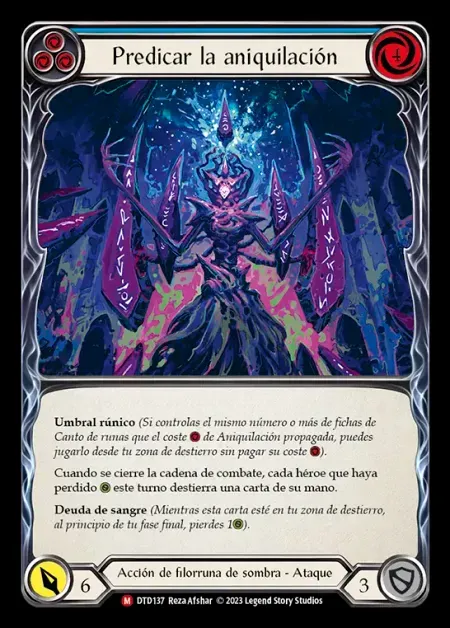 Predicar la aniquilación
4
Umbral rúnico (Si controlas el mismo número o más de fichas de
Canto de runas que el coste de Aniquilación propagada, puedes
jugarlo desde tu zona de destierro sin pagar su coste ).
Cuando se cierre la cadena de combate, cada héroe que haya
perdido este turno destierra una carta de su mano.
Deuda de sangre (Mientras esta carta esté en tu zona de destierro,
al principio de tu fase final, pierdes 1 ).
6
Acción de filorruna de sombra - Ataque
3
M DTD137 Reza Afshar © 2023 Legend Story Studios